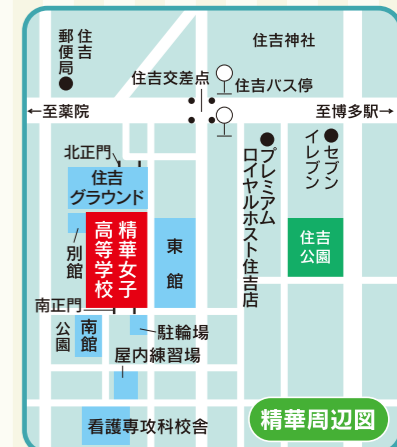 住吉
郵便局
住吉神社
住吉交差点
住吉バス停
←至薬院
至博多駅→
北正門
住吉
グラウンド
プレミアム
ロイヤルホスト住吉店
セブン
イレブン
精華女子
高等学校
別館
東館
住吉
公園
南正門
公園
南館
駐輪場
屋内練習場
看護専攻科校舎
精華周辺図